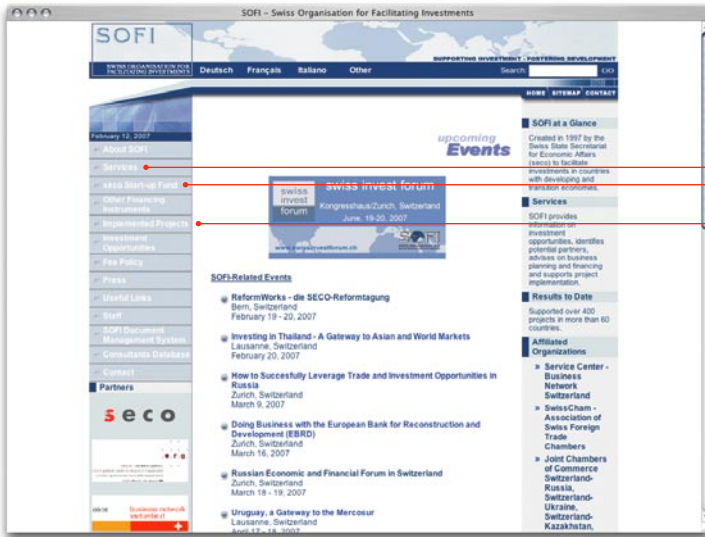 SOFI – Swiss Organisation for Facilitating Investments
SOFI
SWISS ORGANISATION FOR
FACILITATING INVESTMENTS
SUPPORTING INVESTMENT - FOSTERING DEVELOPMENT
Deutsch Français Italiano Other
Search: GO
HOME SITEMAP CONTACT
February 12, 2007
About SOFI
Services
seco Start-up Fund
Other Financing
Instruments
Implemented Projects
Investment
Opportunities
Fee Policy
Press
Useful Links
Staff
SOFI Document
Management System
Consultants Database
Contact
Partners
seco
business network
switzerland
upcoming
Events
swiss
invest
forum
swiss invest forum
Kongresshaus/Zurich, Switzerland
June, 19-20, 2007
www.swissinvestforum.ch
SOFI
SOFI-Related Events
ReformWorks - die SECO-Reformtagung
Bern, Switzerland
February 19 - 20, 2007
Investing in Thailand - A Gateway to Asian and World Markets
Lausanne, Switzerland
February 20, 2007
How to Succesfully Leverage Trade and Investment Opportunities in
Russia
Zurich, Switzerland
March 9, 2007
Doing Business with the European Bank for Reconstruction and
Development (EBRD)
Zurich, Switzerland
March 16, 2007
Russian Economic and Financial Forum in Switzerland
Zurich, Switzerland
March 18 - 19, 2007
Uruguay, a Gateway to the Mercosur
Lausanne, Switzerland
April 17 - 18, 2007
SOFI at a Glance
Created in 1997 by the
Swiss State Secretariat
for Economic Affairs
(seco) to facilitate
investments in countries
with developing and
transition economies.
Services
SOFI provides
information on
investment
opportunities, identifies
potential partners,
advises on business
planning and financing
and supports project
implementation.
Results to Date
Supported over 400
projects in more than 60
countries.
Affiliated
Organizations
» Service Center -
Business
Network
Switzerland
» SwissCham -
Association of
Swiss Foreign
Trade
Chambers
» Joint Chambers
of Commerce
Switzerland-
Russia,
Switzerland-
Ukraine,
Switzerland-
Kazakhstan,